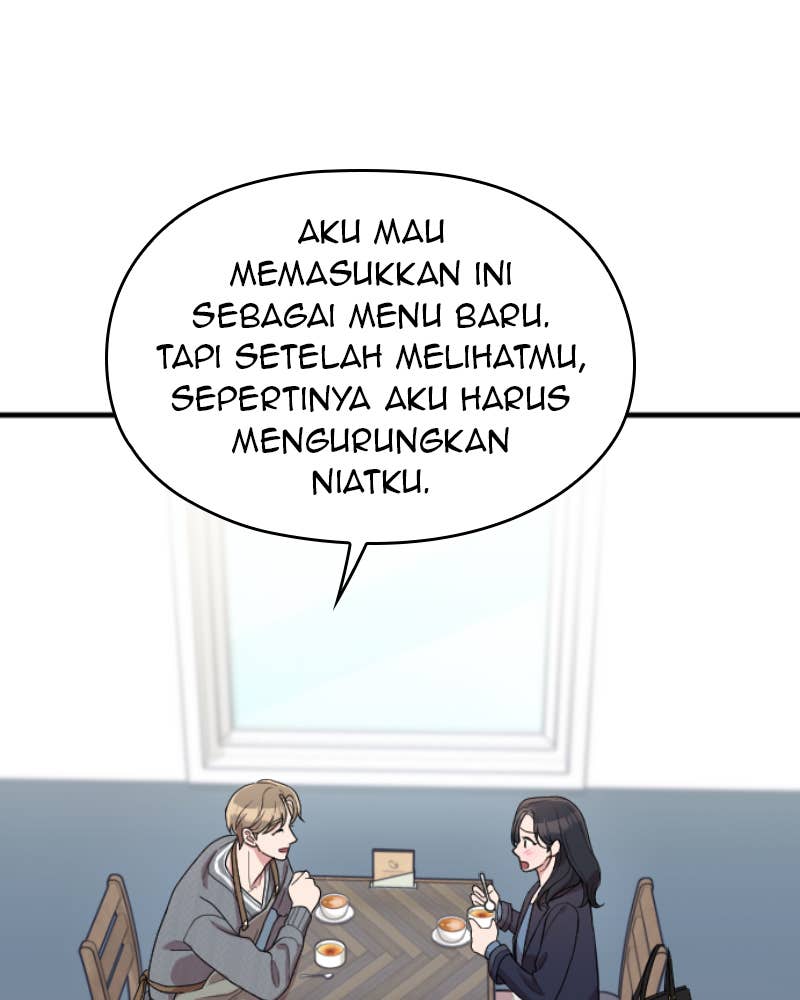 AKU MAU
MEMASUKKAN INI
SEBAGAI MENU BARU.
TAPI SETELAH MELIHATMU,
SEPERTINYA AKU HARUS
MENGURUNGKAN
NIATKU.